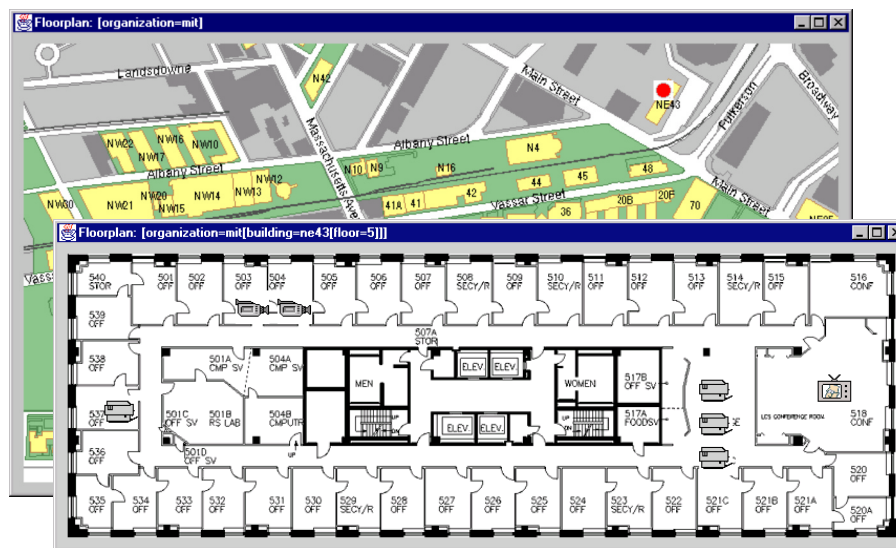 Floorplan: [organization=mit]
Landsdowne
N42
Main Street
Broadway
NE43
Fulkerson
Massachusetts Ave
NW22
NW16
NW10
NW17
Albany Street
N4
N10
N9
N16
48
45
44
Albany Street
NW12
NW13
NW14
NW20
NW15
NW21
NW30
42
41
41A
Vassar Street
Main Street
20E
20B
36
70
Floorplan: [organization=mit[building=ne43[floor=5]]]
540
STOR
501
OFF
502
OFF
503
OFF
504
OFF
505
OFF
506
OFF
507
OFF
508
SECY/R
509
OFF
510
SECY/R
511
OFF
512
OFF
513
OFF
514
SECY/R
515
OFF
516
CONF
539
OFF
507A
STOR
538
OFF
501A
CMP SV
504A
CMP SV
ELEV.
ELEV.
MEN
WOMEN
517B
OFF SV
537
OFF
501C
OFF SV
501B
RS LAB
504B
CMPUTR
UP
DN
ELEV.
ELEV.
UP
DN
517A
FOODSV
LCS CONFERENCE ROOM
518
CONF
536
OFF
501D
OFF SV
UP
520
OFF
535
OFF
534
OFF
533
OFF
532
OFF
531
OFF
530
OFF
529
SECY/R
528
OFF
527
OFF
526
OFF
525
OFF
524
OFF
523
SECY/R
522
OFF
521C
OFF
521B
OFF
521A
OFF
520A
OFF